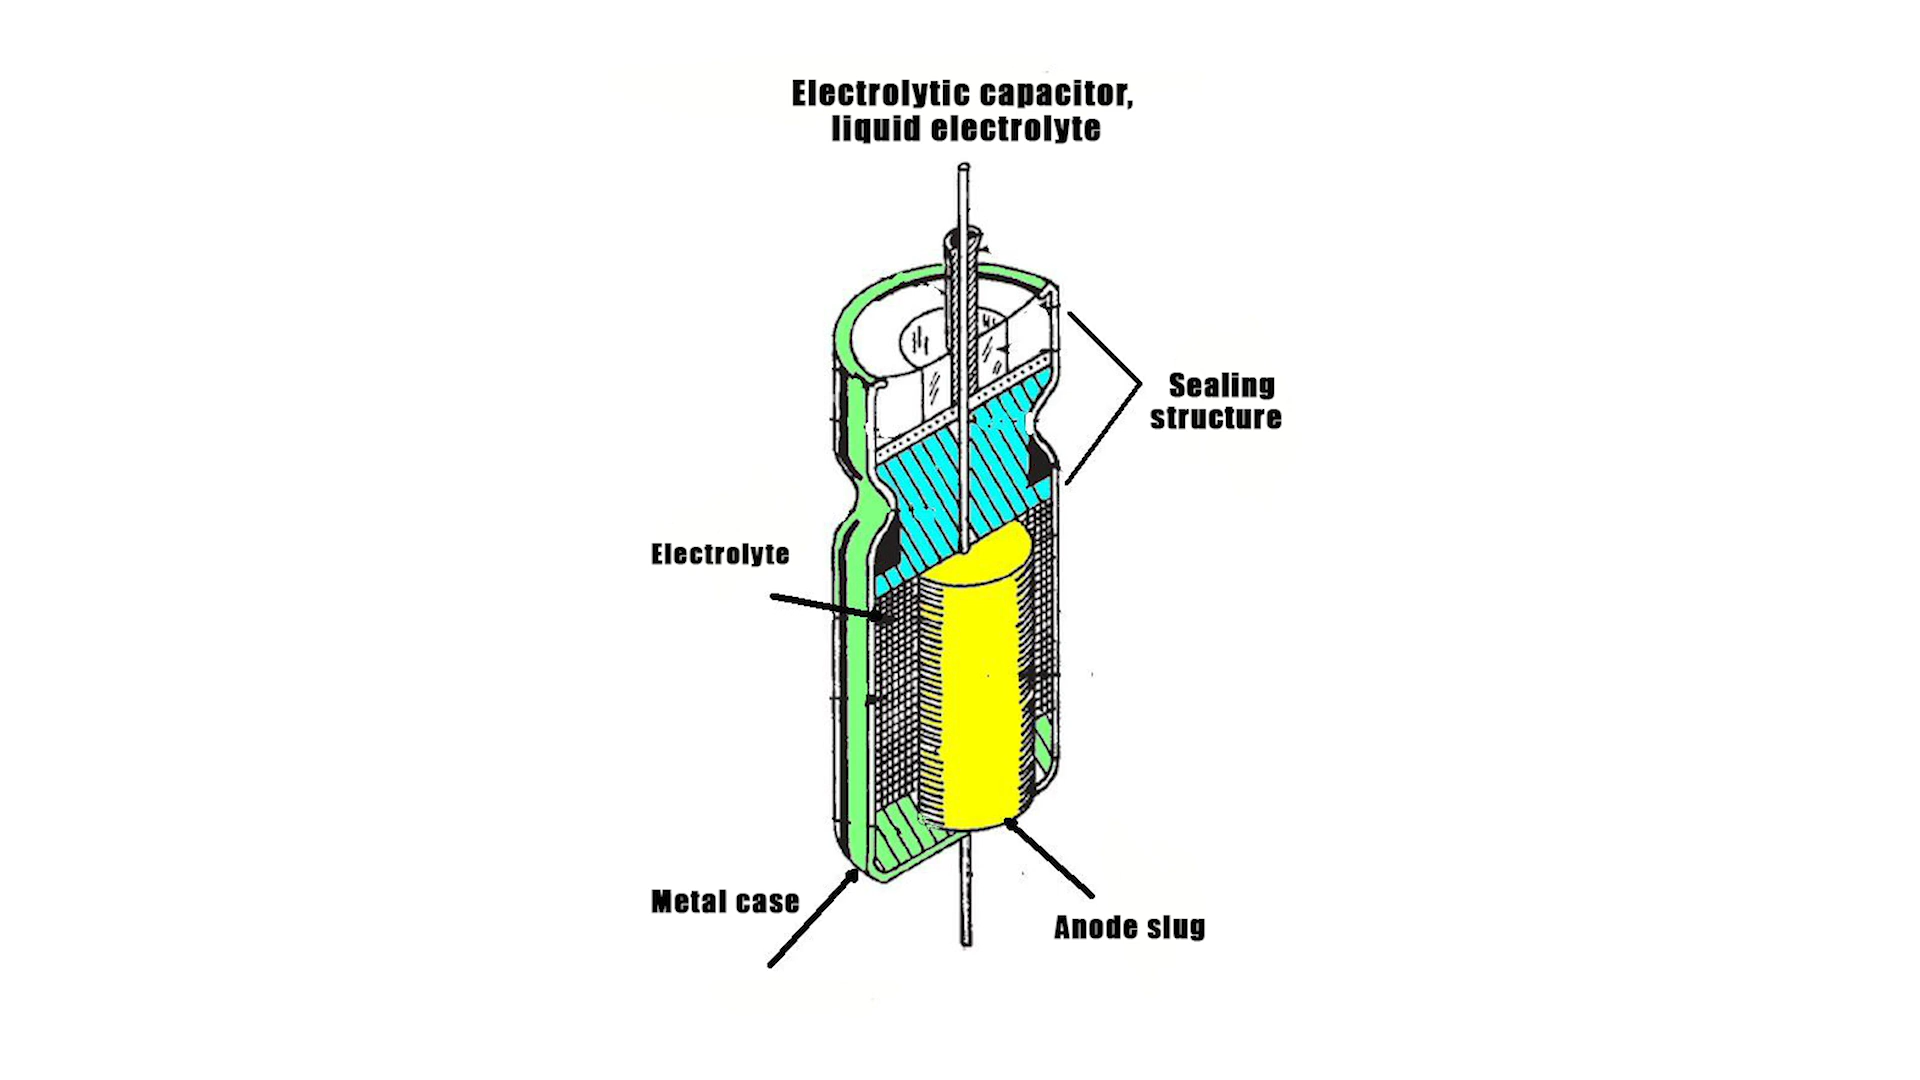 Electrolytic capacitor,
liquid electrolyte
Sealing
structure
Electrolyte
Metal case
Anode slug